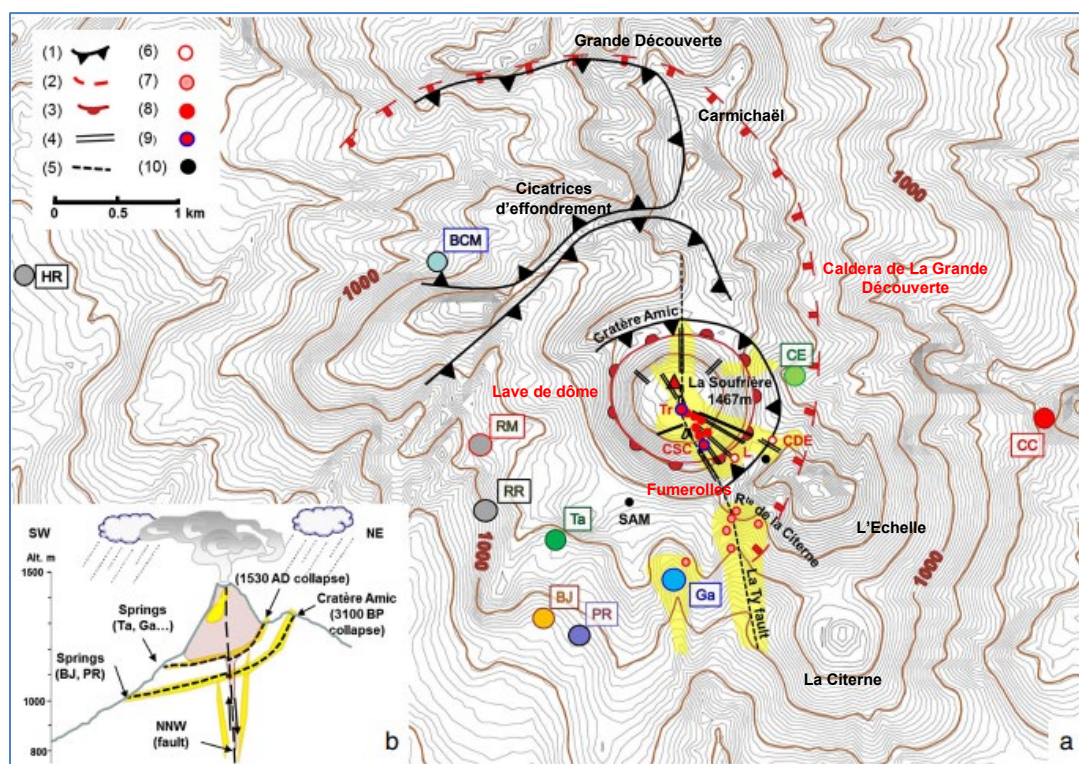 (1)
(2)
(3)
(4)
(5)
(6)
(7)
(8)
(9)
(10)
0 0.5 1 km
Grande Découverte
Carmichaël
Cicatrices
d'effondrement
BCM
HR
1000
1000
Caldera de La Grande
Découverte
Cratère Amic
CE
La Soufrière
1467m
Lave de dôme
Tr
RM
CSC
L
CDE
CC
Fumerolles
RR
SAM
Rte de la Citerne
L'Echelle
Ta
1000
1000
La Ty fault
Ga
BJ
PR
La Citerne
a
SW
NE
Alt. m
1500
(1530 AD collapse)
Cratère Amic
(3100 BP
collapse)
Springs
(Ta, Ga...)
Springs
(BJ, PR)
1000
NNW
(fault)
800
b